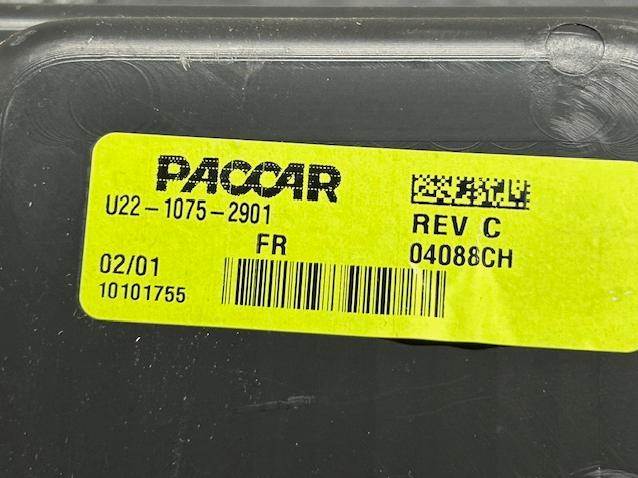 PACCAR
U22-1075-2901
REV C
FR
04088CH
02/01
10101755